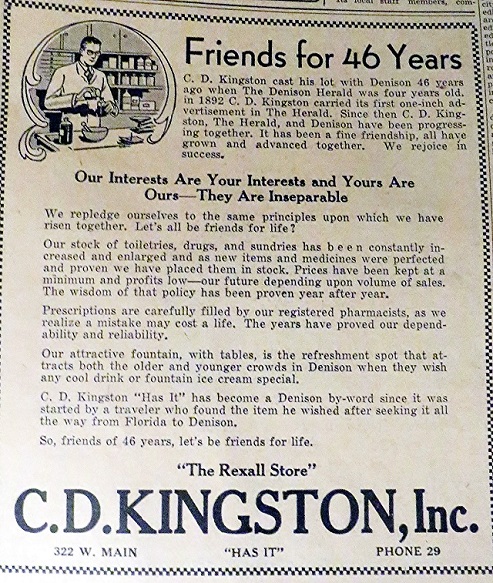 Its local staff members, com-
Friends for 46 Years
C. D. Kingston cast his lot with Denison 46 years
ago when The Denison Herald was four years old.
in 1892 C. D. Kingston carried its first one-inch ad-
vertisement in The Herald. Since then C. D. King-
ston, The Herald, and Denison have been progress-
ing together. It has been a fine friendship, all have
grown and advanced together. We rejoice in
success.
Our Interests Are Your Interests and Yours Are
Ours—They Are Inseparable
We repledge ourselves to the same principles upon which we have
risen together. Let's all be friends for life?
Our stock of toiletries, drugs, and sundries has been constantly in-
creased and enlarged and as new items and medicines were perfected
and proven we have placed them in stock. Prices have been kept at a
minimum and profits low—our future depending upon volume of sales.
The wisdom of that policy has been proven year after year.
Prescriptions are carefully filled by our registered pharmacists, as we
realize a mistake may cost a life. The years have proved our depend-
ability and reliability.
Our attractive fountain, with tables, is the refreshment spot that at-
tracts both the older and younger crowds in Denison when they wish
any cool drink or fountain ice cream special.
C. D. Kingston "Has It" has become a Denison by-word since it was
started by a traveler who found the item he wished after seeking it all
the way from Florida to Denison.
So, friends of 46 years, let's be friends for life.
"The Rexall Store"
C.D.KINGSTON, Inc.
322 W. MAIN "HAS IT" PHONE 29